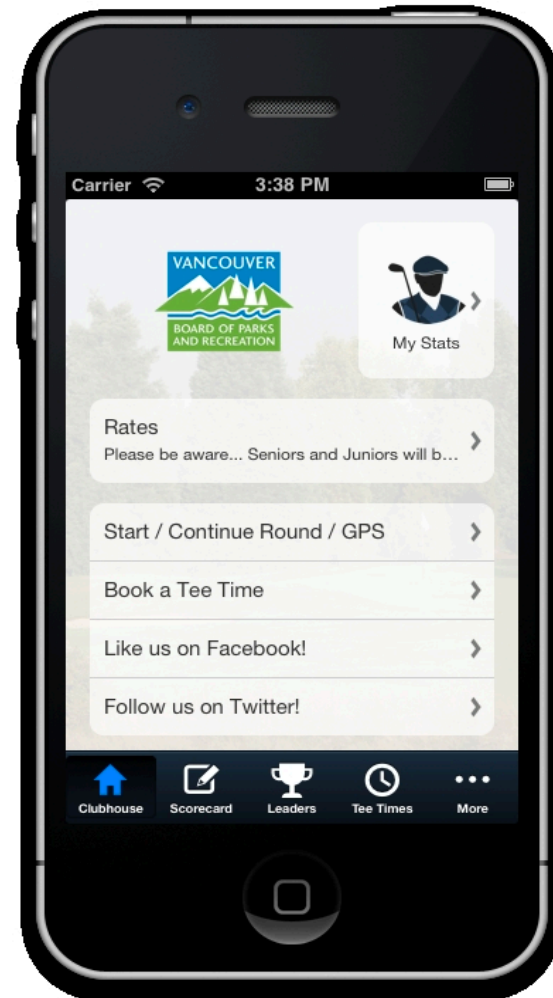 Carrier 3:38 PM
VANCOUVER
BOARD OF PARKS
AND RECREATION
My Stats
Rates
Please be aware... Seniors and Juniors will b...
Start / Continue Round / GPS
Book a Tee Time
Like us on Facebook!
Follow us on Twitter!
Clubhouse Scorecard Leaders Tee Times More